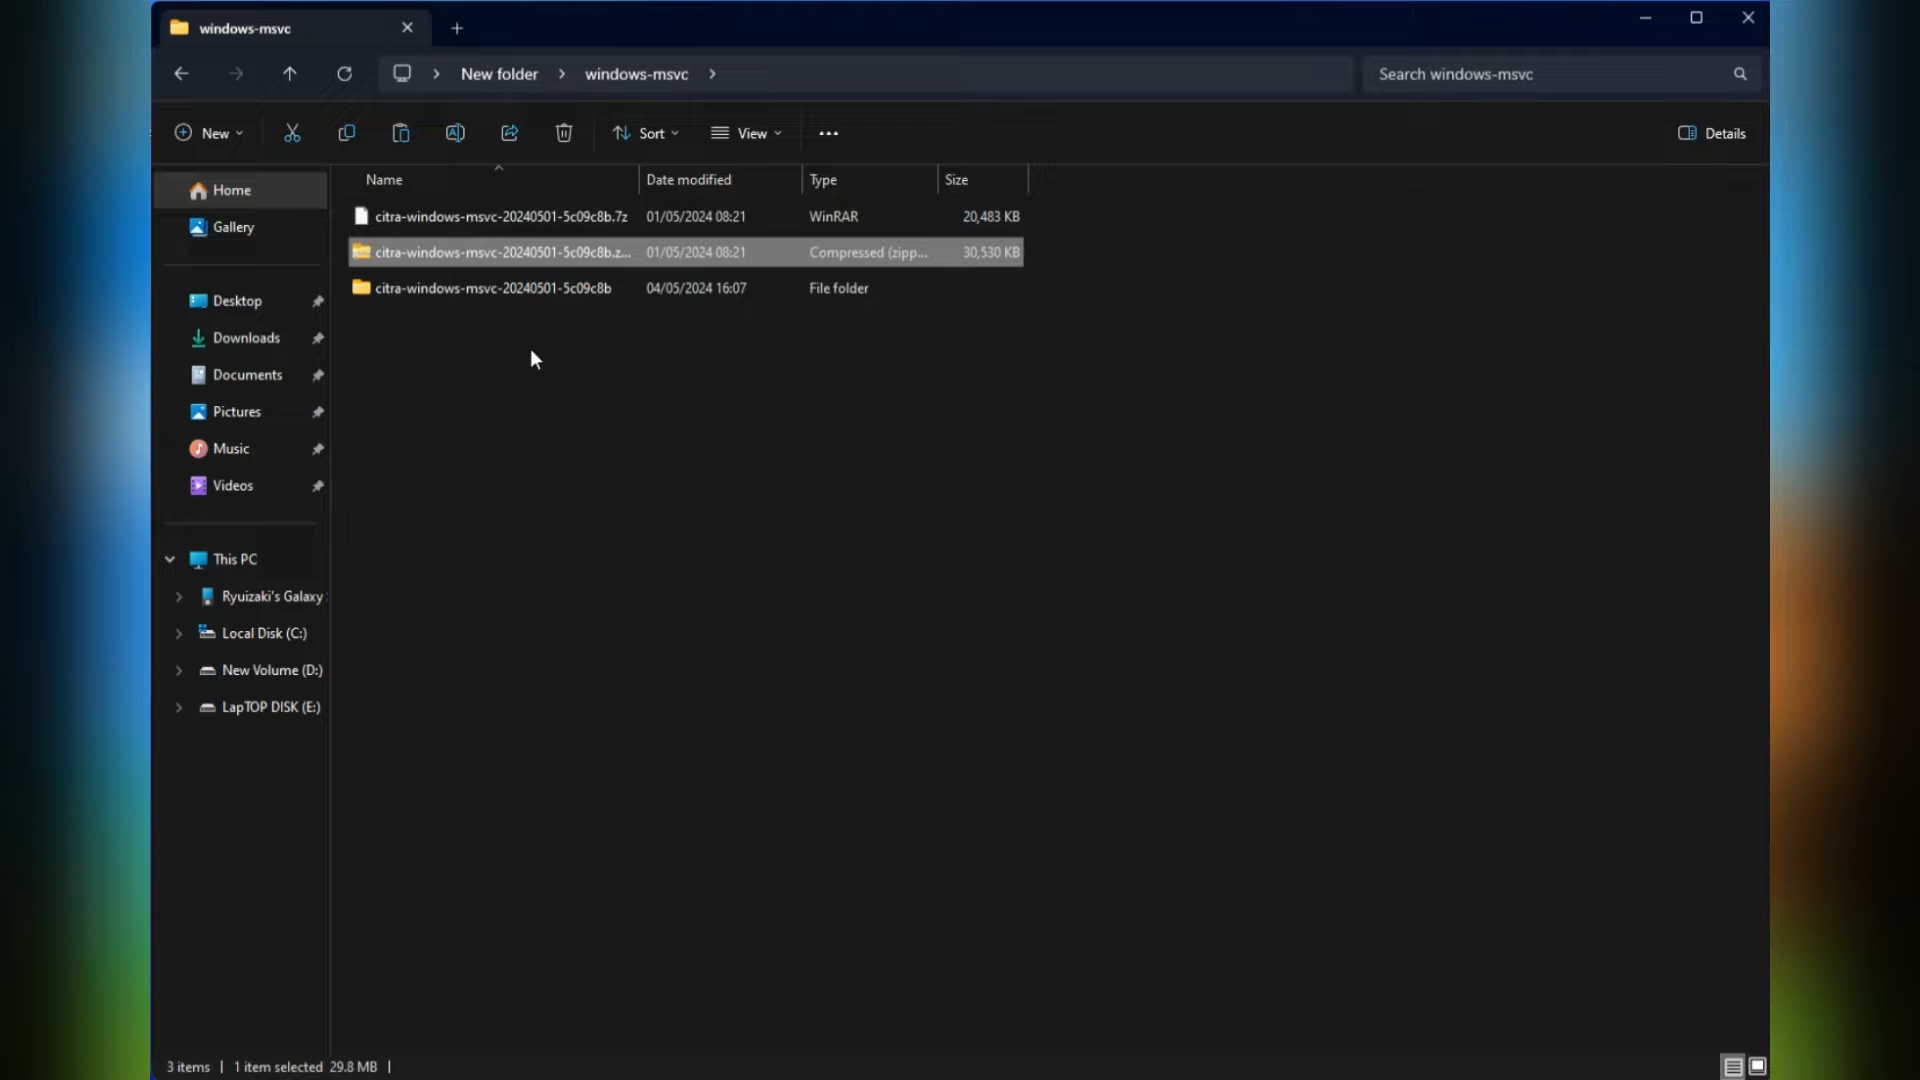 windows-msvc
New folder
windows-msvc
Search windows-msvc
New
Sort
View
Details
Name
Date modified
Type
Size
Home
citra-windows-msvc-20240501-5c09c8b.7z 01/05/2024 08:21 WinRAR 20,483 KB
Gallery
citra-windows-msvc-20240501-5c09c8b.z... 01/05/2024 08:21 Compressed (zipp... 30,530 KB
citra-windows-msvc-20240501-5c09c8b 04/05/2024 16:07 File folder
Desktop
Downloads
Documents
Pictures
Music
Videos
This PC
Ryuizaki's Galaxy
Local Disk (C:)
New Volume (D:)
LapTOP DISK (E:)
3 items | 1 item selected 29.8 MB |